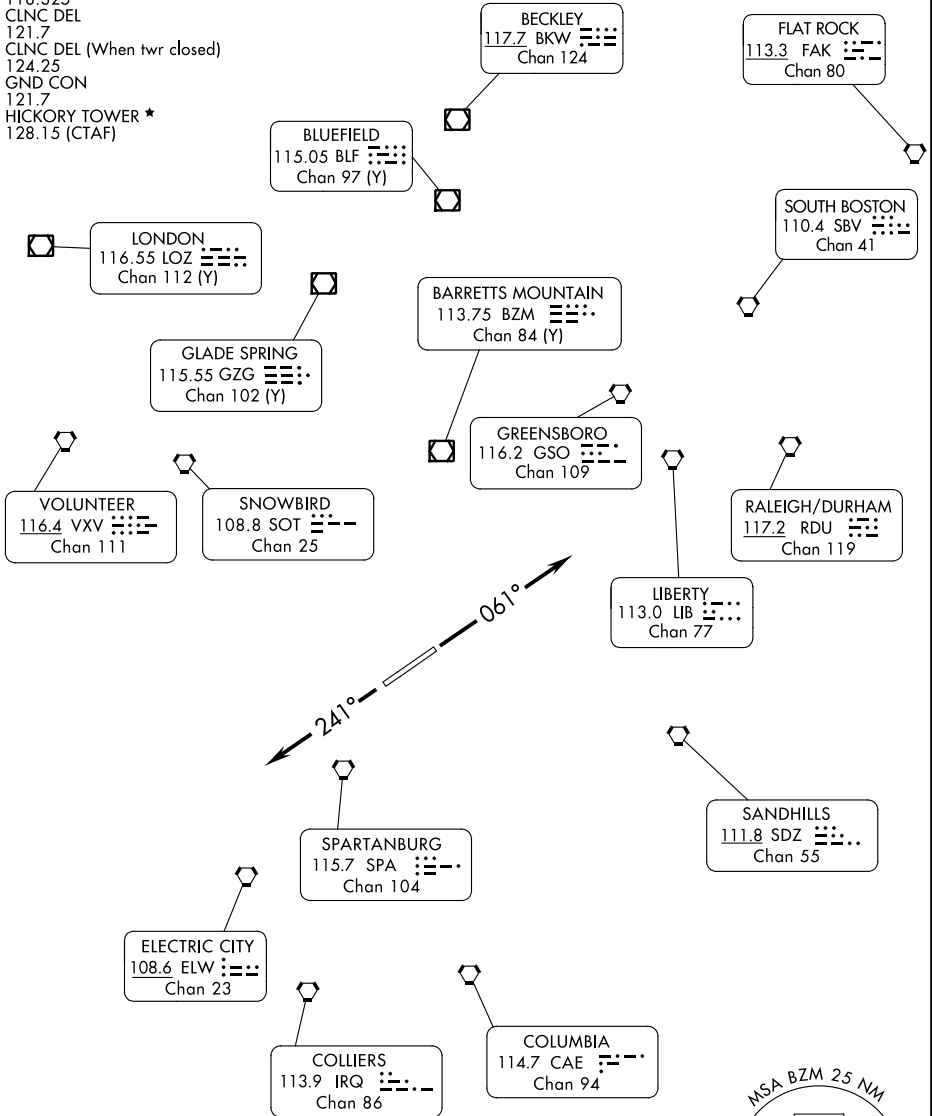 CLNC DEL
121.7
CLNC DEL (When twr closed)
124.25
GND CON
121.7
HICKORY TOWER ★
128.15 (CTAF)
BECKLEY
117.7 BKW
Chan 124
FLAT ROCK
113.3 FAK
Chan 80
BLUEFIELD
115.05 BLF
Chan 97 (Y)
SOUTH BOSTON
110.4 SBV
Chan 41
LONDON
116.55 LOZ
Chan 112 (Y)
BARRETTS MOUNTAIN
113.75 BZM
Chan 84 (Y)
GLADE SPRING
115.55 GZG
Chan 102 (Y)
GREENSBORO
116.2 GSO
Chan 109
VOLUNTEER
116.4 VXV
Chan 111
SNOWBIRD
108.8 SOT
Chan 25
RALEIGH/DURHAM
117.2 RDU
Chan 119
LIBERTY
113.0 LIB
Chan 77
061°
241°
SANDHILLS
111.8 SDZ
Chan 55
SPARTANBURG
115.7 SPA
Chan 104
ELECTRIC CITY
108.6 ELW
Chan 23
COLLIERS
113.9 IRQ
Chan 86
COLUMBIA
114.7 CAE
Chan 94
MSA BZM 25 NM